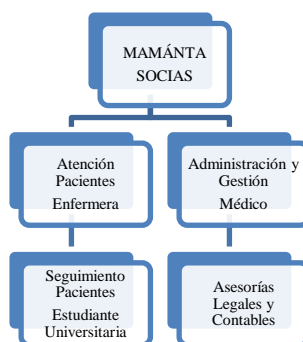 MAMÁNTA
SOCIAS
Atención
Pacientes
Enfermera
Administración y
Gestión
Médico
Seguimiento
Pacientes
Estudiante
Universitaria
Asesorías
Legales y
Contables